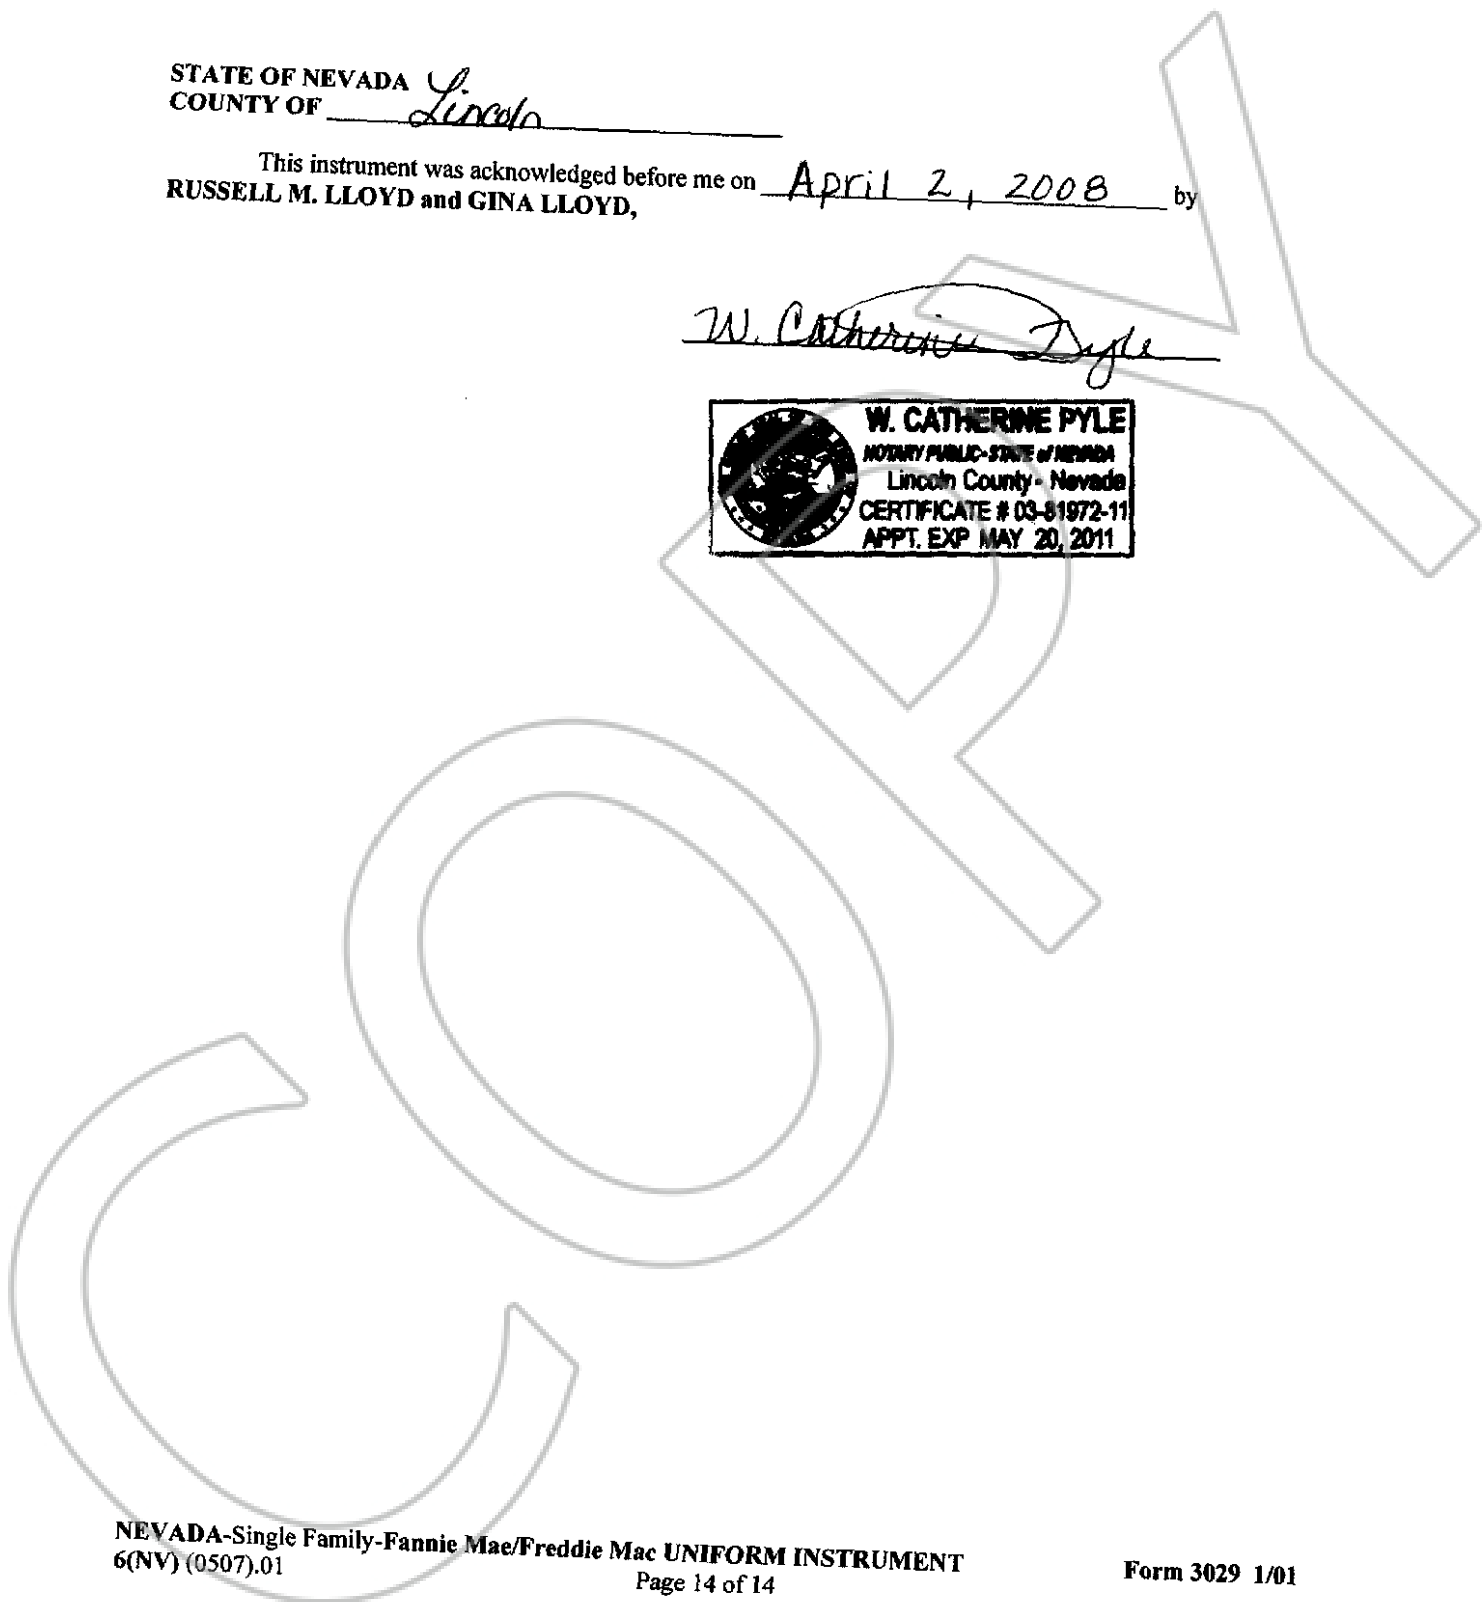 STATE OF NEVADA
COUNTY OF Lincoln
This instrument was acknowledged before me on April 2, 2008 by
RUSSELL M. LLOYD and GINA LLOYD,
W. Catherine Pyle
W. CATHERINE PYLE
NOTARY PUBLIC-STATE of NEVADA
Lincoln County - Nevada
CERTIFICATE # 03-81972-11
APPT. EXP MAY 20, 2011
COPY
NEVADA-Single Family-Fannie Mae/Freddie Mac UNIFORM INSTRUMENT
6(NV) (0507).01
Page 14 of 14
Form 3029 1/01